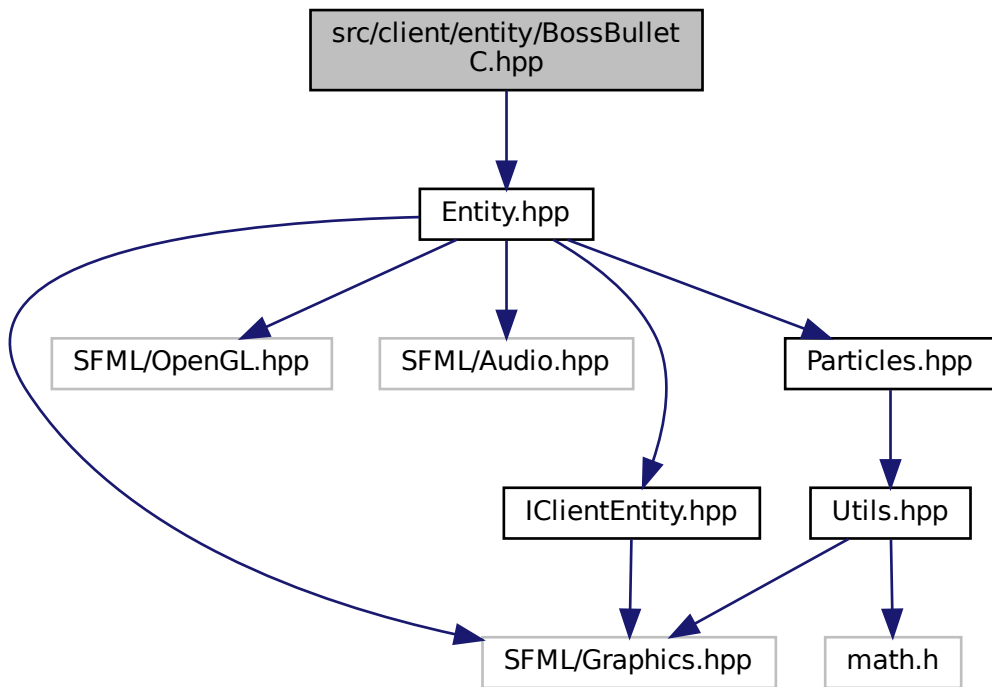 src/client/entity/BossBullet
C.hpp
Entity.hpp
SFML/OpenGL.hpp
SFML/Audio.hpp
Particles.hpp
IClientEntity.hpp
Utils.hpp
SFML/Graphics.hpp
math.h